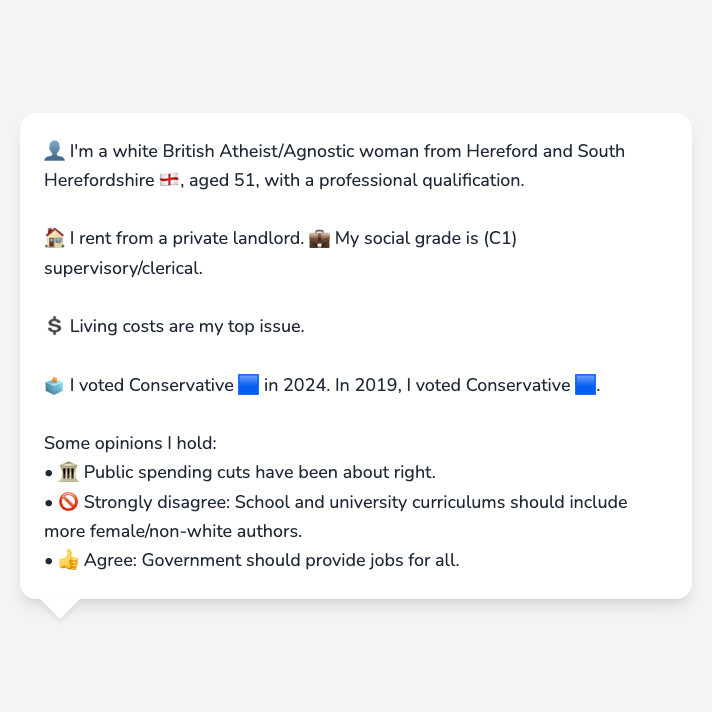 👤 I'm a white British Atheist/Agnostic woman from Hereford and South
Herefordshire 🏴󠁧󠁢󠁥󠁮󠁧󠁿, aged 51, with a professional qualification.
🏠 I rent from a private landlord. 💼 My social grade is (C1)
supervisory/clerical.
💲 Living costs are my top issue.
🗳️ I voted Conservative 🟦 in 2024. In 2019, I voted Conservative 🟦.
Some opinions I hold:
• 🏛️ Public spending cuts have been about right.
• 🚫 Strongly disagree: School and university curriculums should include
more female/non-white authors.
• 👍 Agree: Government should provide jobs for all.